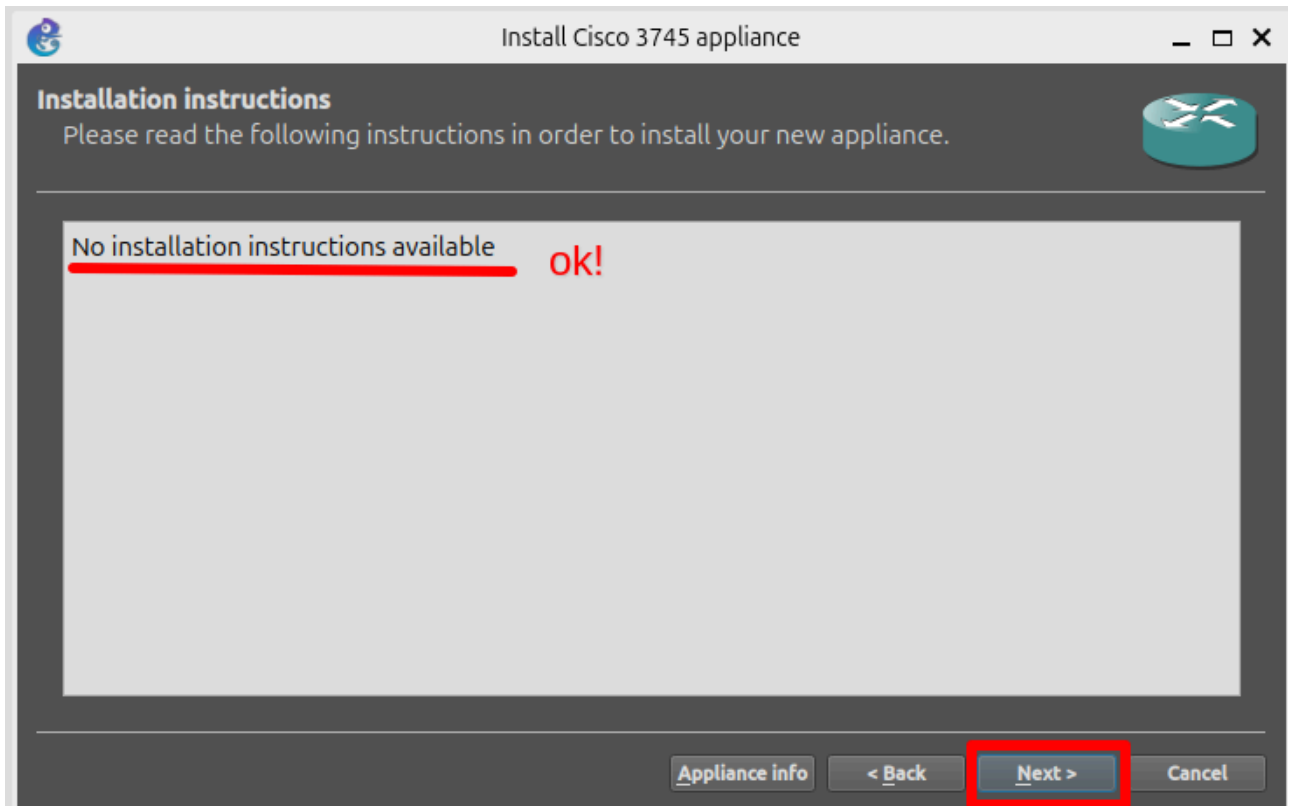 Install Cisco 3745 appliance
Installation instructions
Please read the following instructions in order to install your new appliance.
No installation instructions available
ok!
Appliance info
< Back
Next >
Cancel